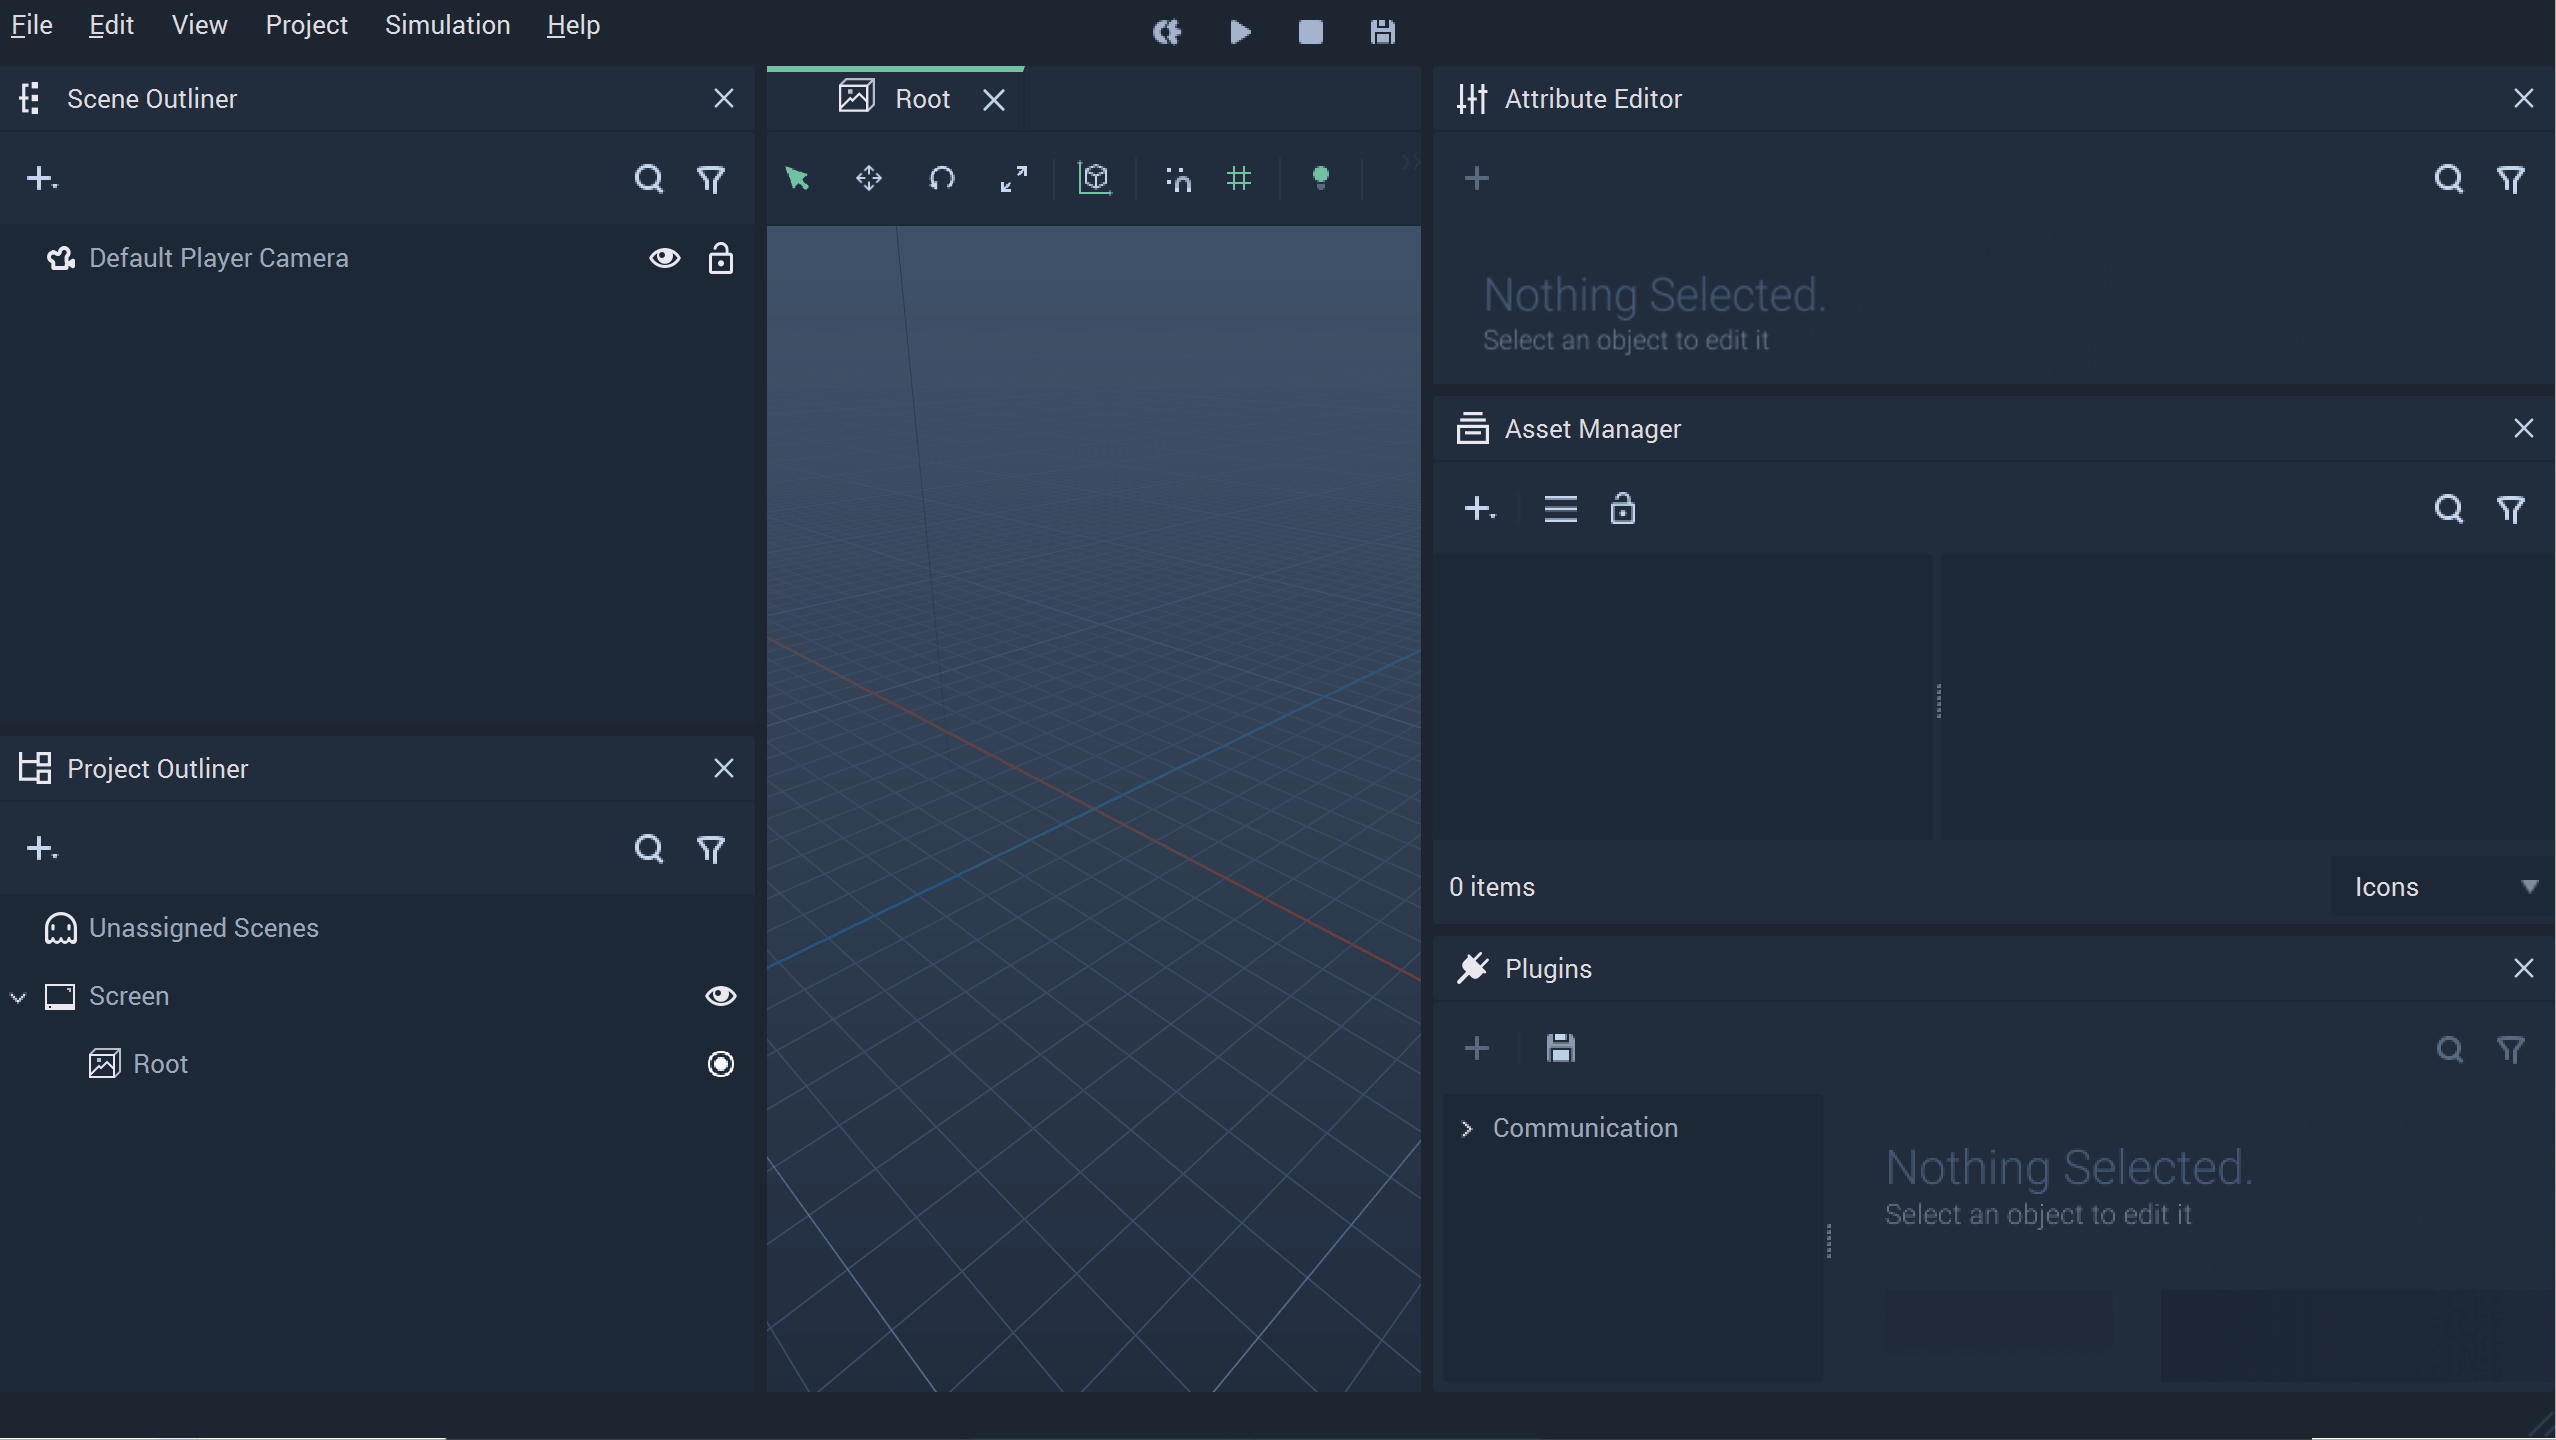 File Edit View Project Simulation Help
Scene Outliner
Default Player Camera
Project Outliner
Unassigned Scenes
Screen
Root
Root
Attribute Editor
Nothing Selected.
Select an object to edit it
Asset Manager
0 items
Icons
Plugins
Communication
Nothing Selected.
Select an object to edit it